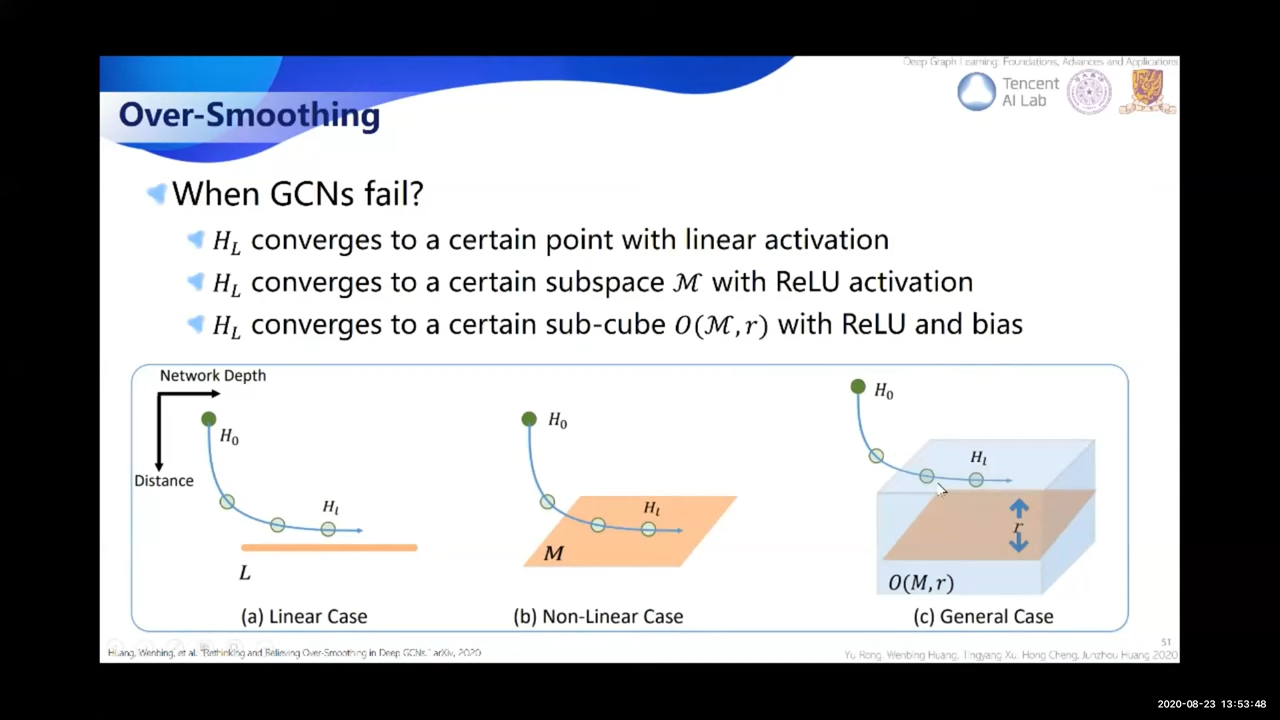 Deep Graph Learning: Foundations, Advances and Applications
Tencent
AI Lab
Over-Smoothing
When GCNs fail?
H_L converges to a certain point with linear activation
H_L converges to a certain subspace ℳ with ReLU activation
H_L converges to a certain sub-cube O(ℳ, r) with ReLU and bias
Network Depth
Distance
H_0
H_l
L
(a) Linear Case
H_0
H_l
M
(b) Non-Linear Case
H_0
H_l
r
O(M, r)
(c) General Case
Huang, Wenbing, et al. "Rethinking and Relieving Over-Smoothing in Deep GCNs." arXiv, 2020
51
Yu Rong, Wenbing Huang, Tingyang Xu, Hong Cheng, Junzhou Huang 2020
2020-08-23 13:53:48